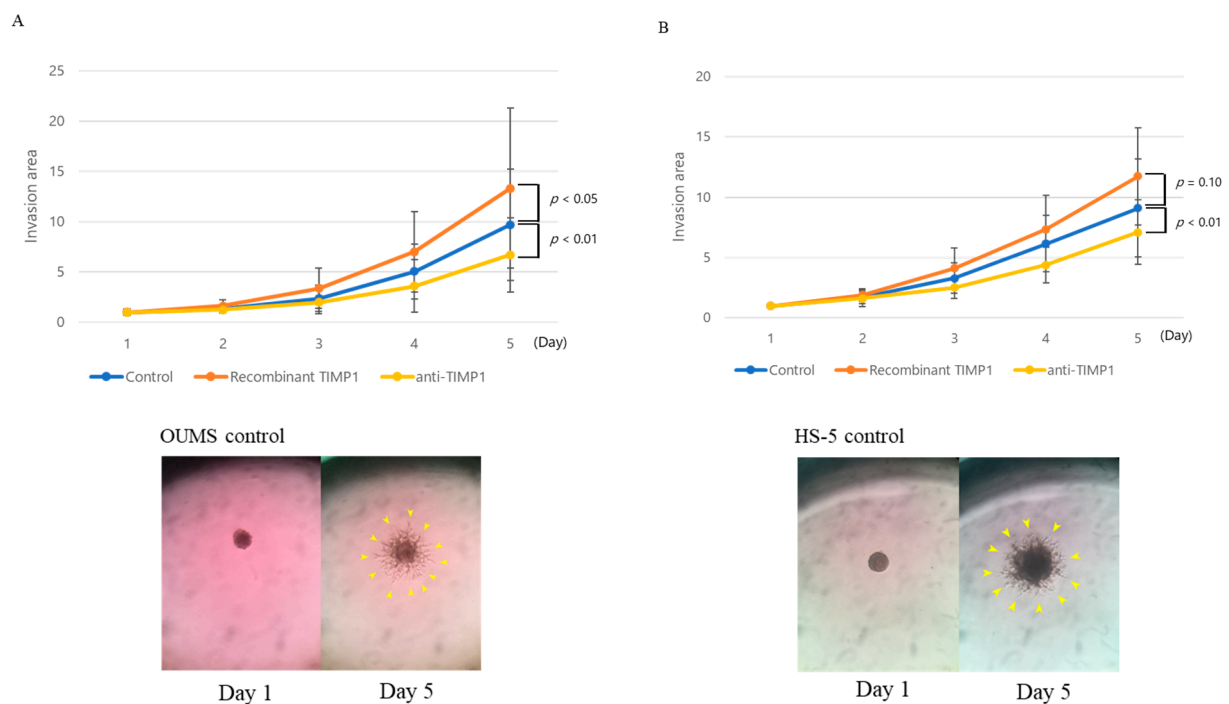 A
25
20
15
10
5
0
Invasion area
p < 0.05
p < 0.01
1 2 3 4 5 (Day)
Control Recombinant TIMP1 anti-TIMP1
OUMS control
Day 1 Day 5
B
20
15
10
5
0
Invasion area
p = 0.10
p < 0.01
1 2 3 4 5 (Day)
Control Recombinant TIMP1 anti-TIMP1
HS-5 control
Day 1 Day 5